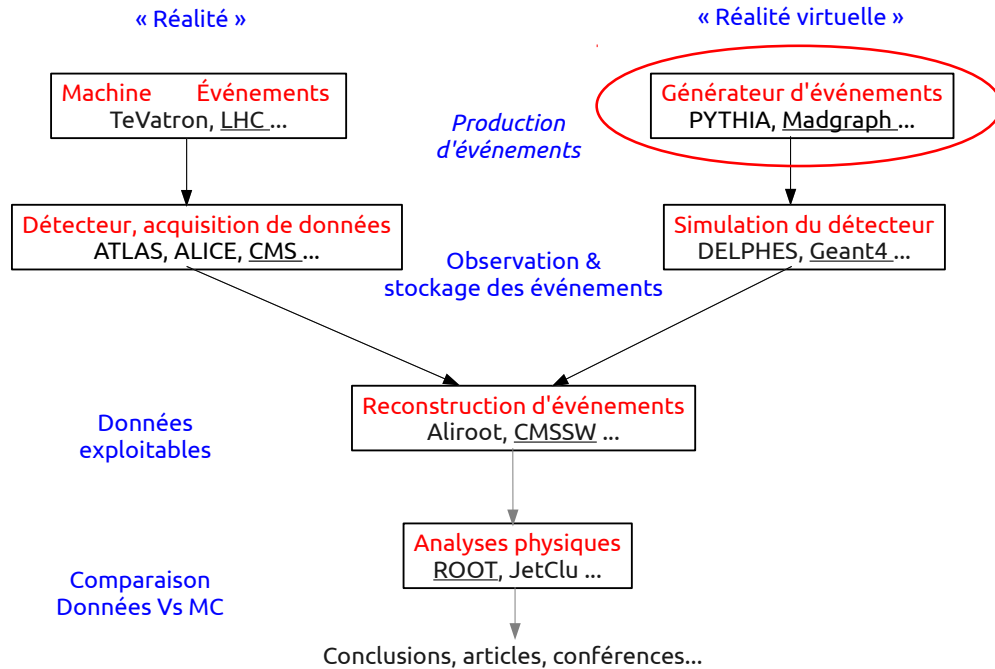 « Réalité »
« Réalité virtuelle »
Machine Événements
TeVatron, LHC ...
Générateur d'événements
PYTHIA, Madgraph ...
Production
d'événements
Détecteur, acquisition de données
ATLAS, ALICE, CMS ...
Simulation du détecteur
DELPHES, Geant4 ...
Observation &
stockage des événements
Reconstruction d'événements
Aliroot, CMSSW ...
Données
exploitables
Analyses physiques
ROOT, JetClu ...
Comparaison
Données Vs MC
Conclusions, articles, conférences...